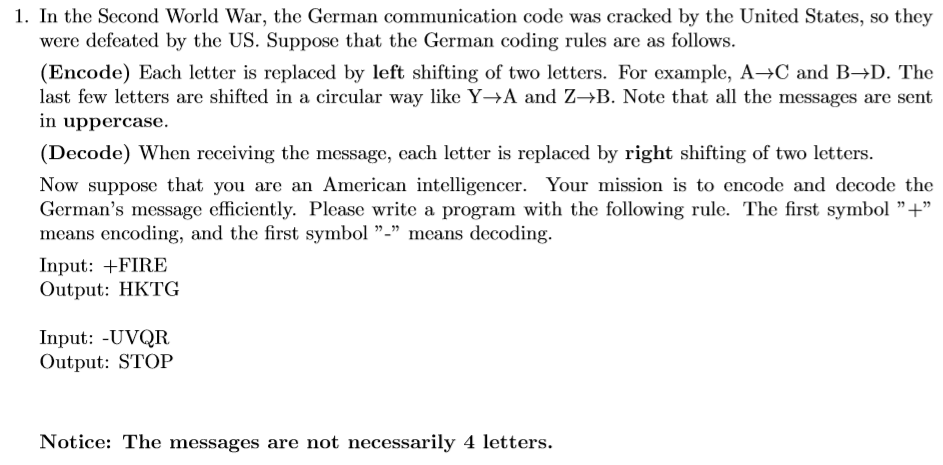 1. In the Second World War, the German communication code was cracked by the United States, so they
were defeated by the US. Suppose that the German coding rules are as follows.
(Encode) Each letter is replaced by left shifting of two letters. For example, A→C and B→D. The
last few letters are shifted in a circular way like Y→A and Z→B. Note that all the messages are sent
in uppercase.
(Decode) When receiving the message, each letter is replaced by right shifting of two letters.
Now suppose that you are an American intelligencer. Your mission is to encode and decode the
German's message efficiently. Please write a program with the following rule. The first symbol "+"
means encoding, and the first symbol "-" means decoding.
Input: +FIRE
Output: HKTG
Input: -UVQR
Output: STOP
Notice: The messages are not necessarily 4 letters.